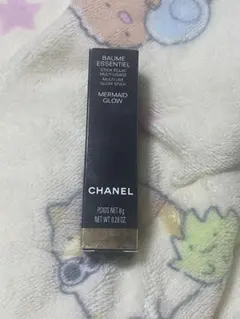 BAUME
ESSENTIEL
STICK ÉCLAT
MULTI-USAGE
MULTI-USE
GLOW STICK
MERMAID
GLOW
CHANEL
POIDS NET 8g
NET WT. 0.28 OZ.